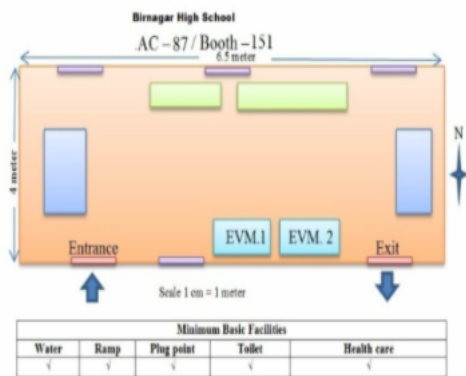 Birnagar High School
AC – 87 / Booth – 151
6.5 meter
4 meter
N
EVM.1 EVM. 2
Entrance Exit
Scale 1 cm = 1 meter
Minimum Basic Facilities
Water Ramp Plug point Toilet Health care
√ √ √ √ √